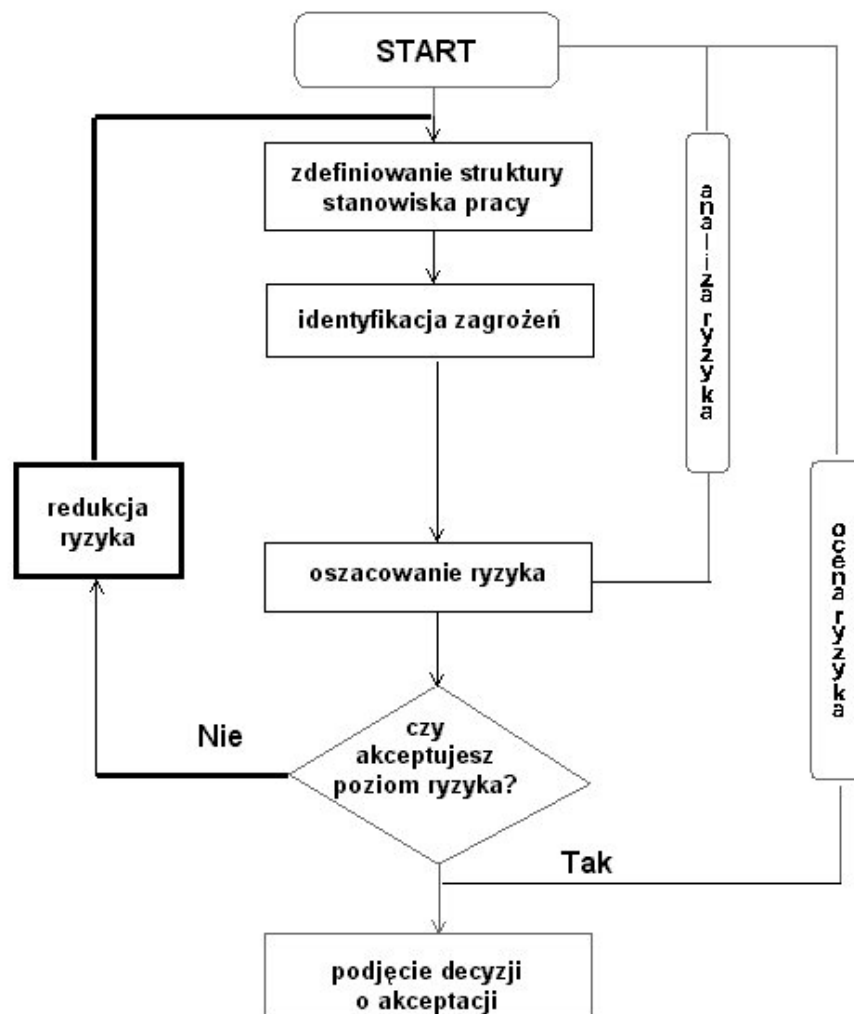 START
zdefiniowanie struktury
stanowiska pracy
identyfikacja zagrożeń
analiza ryzyka
redukcja
ryzyka
oszacowanie ryzyka
ocena ryzyka
Nie
czy
akceptujesz
poziom ryzyka?
Tak
podjęcie decyzji
o akceptacji